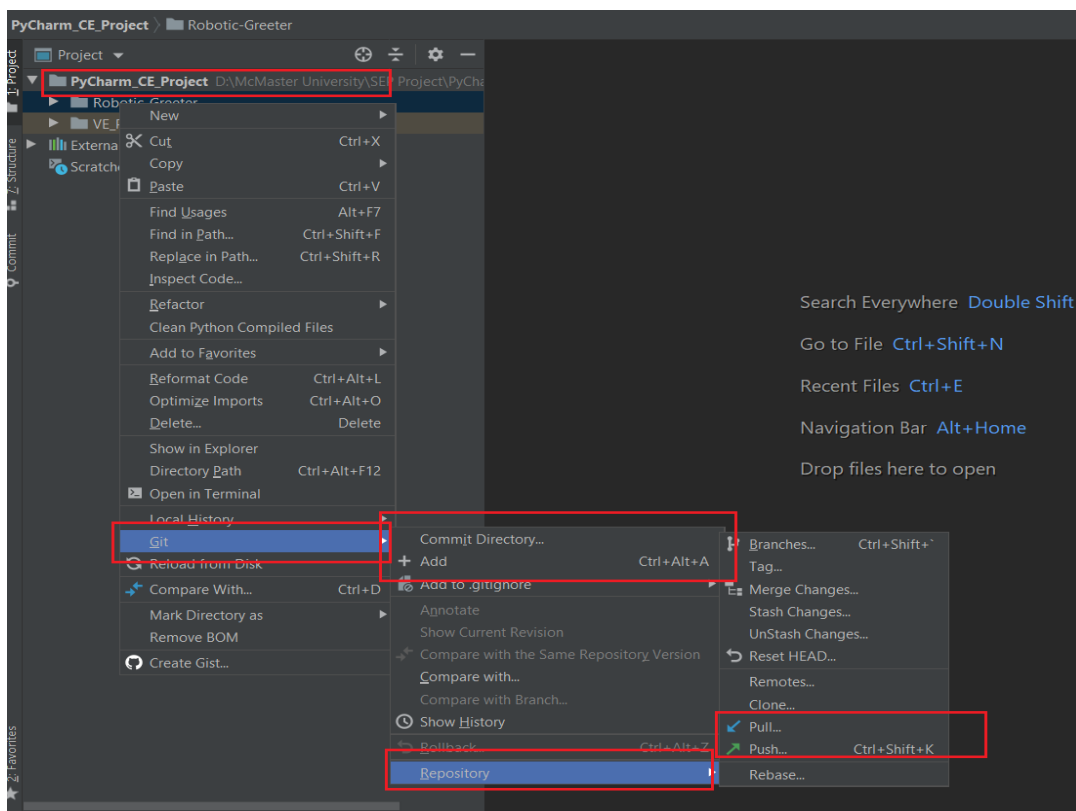 PyCharm_CE_Project Robotic-Greeter
1: Project
Project
PyCharm_CE_Project D:\McMaster University\SEP Project\PyCha
Robotic-Greeter
VE_
Externa
Scratche
7: Structure
Commit
2: Favorites
New
Cut Ctrl+X
Copy
Paste Ctrl+V
Find Usages Alt+F7
Find in Path... Ctrl+Shift+F
Replace in Path... Ctrl+Shift+R
Inspect Code...
Refactor
Clean Python Compiled Files
Add to Favorites
Reformat Code Ctrl+Alt+L
Optimize Imports Ctrl+Alt+O
Delete... Delete
Show in Explorer
Directory Path Ctrl+Alt+F12
Open in Terminal
Local History
Git
Reload from Disk
Compare With... Ctrl+D
Mark Directory as
Remove BOM
Create Gist...
Commit Directory...
Add Ctrl+Alt+A
Add to .gitignore
Annotate
Show Current Revision
Compare with the Same Repository Version
Compare with...
Compare with Branch...
Show History
Rollback... Ctrl+Alt+Z
Repository
Branches... Ctrl+Shift+`
Tag...
Merge Changes...
Stash Changes...
UnStash Changes...
Reset HEAD...
Remotes...
Clone...
Pull...
Push... Ctrl+Shift+K
Rebase...
Search Everywhere Double Shift
Go to File Ctrl+Shift+N
Recent Files Ctrl+E
Navigation Bar Alt+Home
Drop files here to open